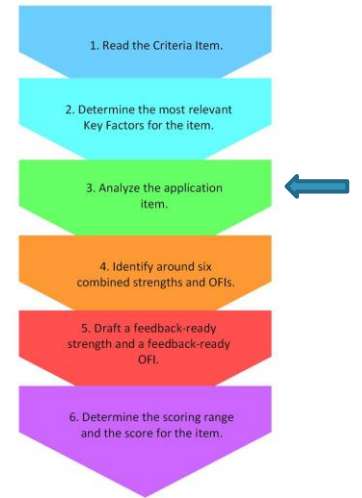 1. Read the Criteria Item.
2. Determine the most relevant
Key Factors for the item.
3. Analyze the application
item.
4. Identify around six
combined strengths and OFIs.
5. Draft a feedback-ready
strength and a feedback-ready
OFI.
6. Determine the scoring range
and the score for the item.